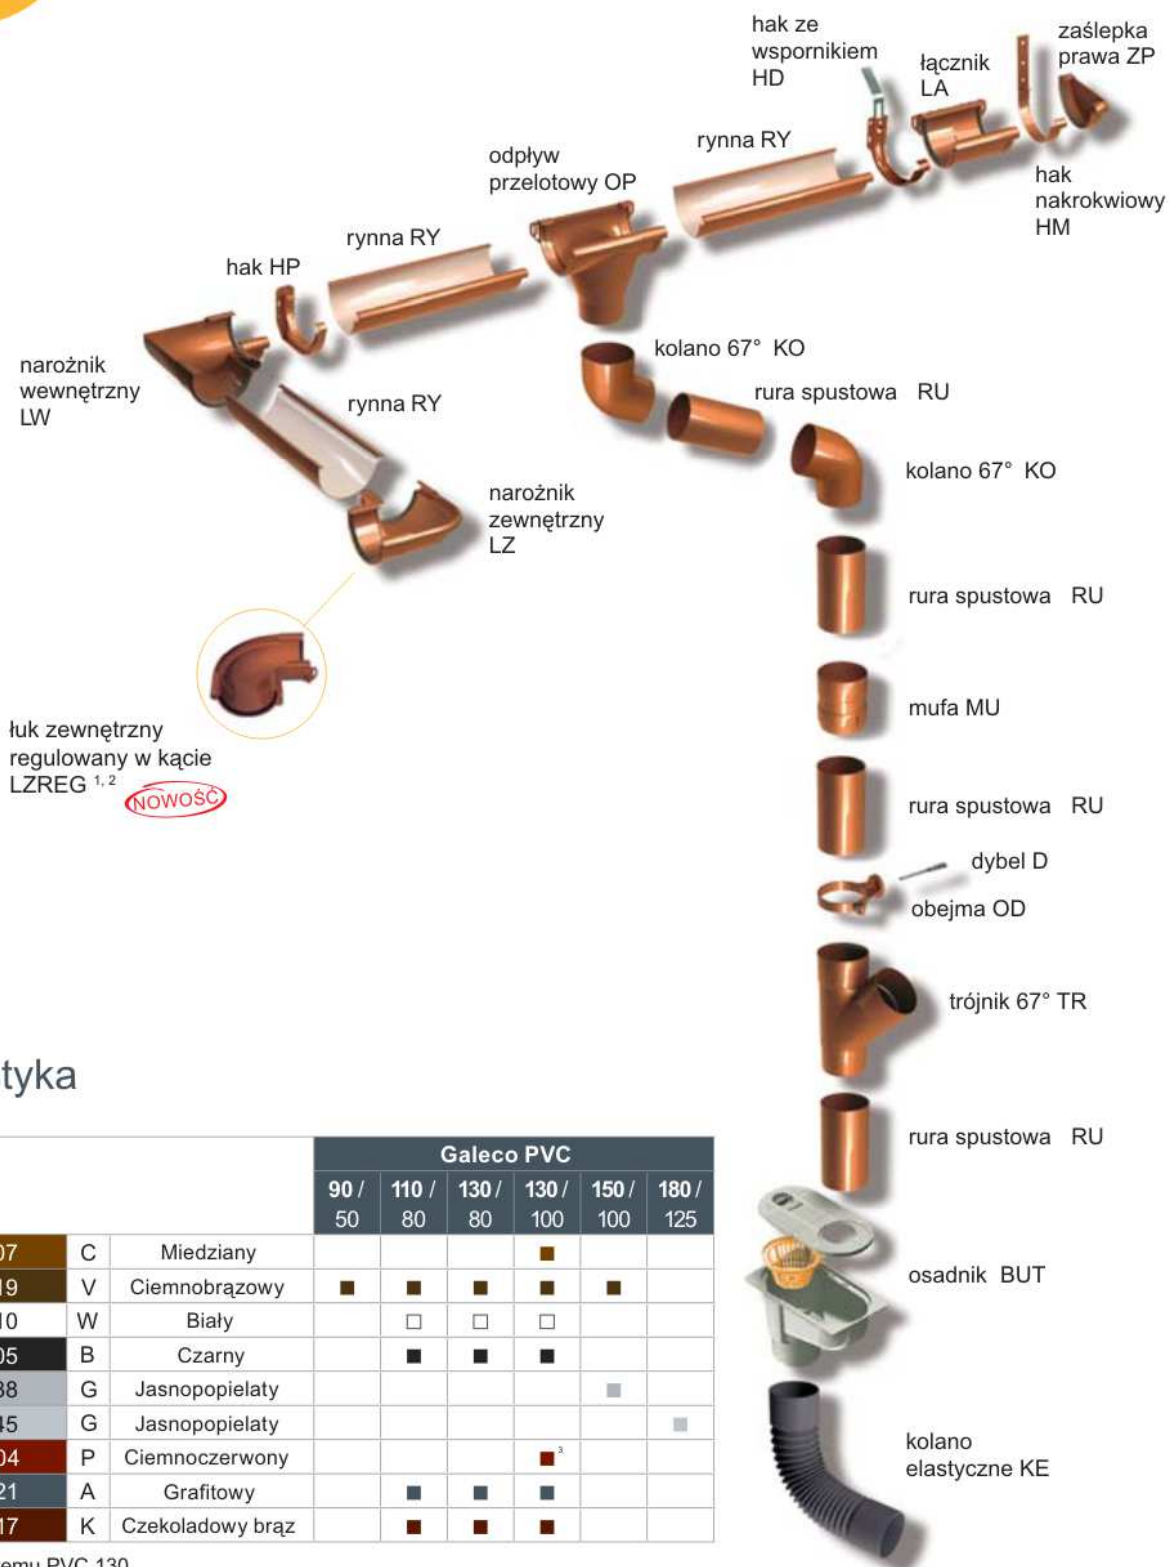 hak ze
wspornikiem
HD
łącznik
LA
zaślepka
prawa ZP
rynna RY
odpływ
przelotowy OP
hak
nakrokwiowy
HM
rynna RY
hak HP
narożnik
wewnętrzny
LW
rynna RY
kolano 67° KO
rura spustowa RU
kolano 67° KO
narożnik
zewnętrzny
LZ
rura spustowa RU
łuk zewnętrzny
regulowany w kącie
LZREG 1, 2
NOWOŚĆ
mufa MU
rura spustowa RU
dybel D
obejma OD
trójnik 67° TR
rura spustowa RU
osadnik BUT
kolano
elastyczne KE
tyka
Galeco PVC
90 / 50 110 / 80 130 / 80 130 / 100 150 / 100 180 / 125
07 C Miedziany ■
19 V Ciemnobrązowy ■ ■ ■ ■ ■
10 W Biały □ □ □
05 B Czarny ■ ■ ■
38 G Jasnopopielaty ■
45 G Jasnopopielaty ■
04 P Ciemnoczerwony ■ 3
21 A Grafitowy ■ ■ ■
17 K Czekoladowy brąz ■ ■ ■
emu PVC 130